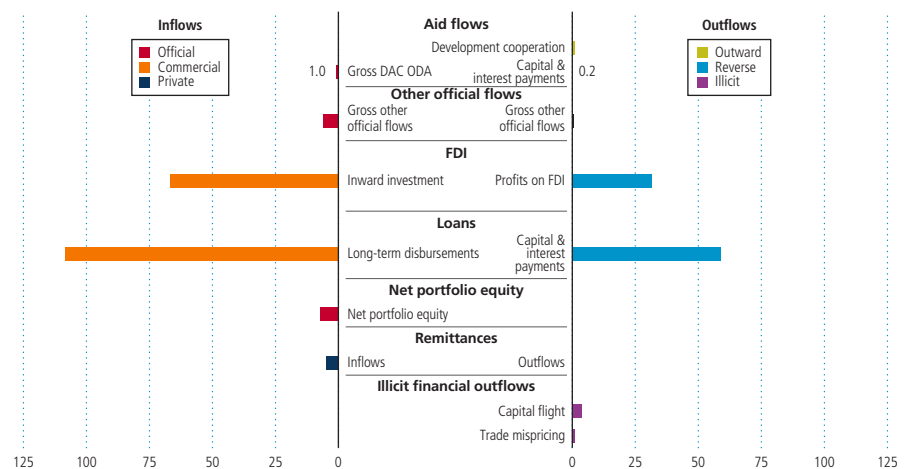 Inflows
Official
Commercial
Private
Aid flows
Outflows
Outward
Reverse
Illicit
Development cooperation
1.0 Gross DAC ODA
Capital &
interest payments
0.2
Other official flows
Gross other
official flows
Gross other
official flows
FDI
Inward investment
Profits on FDI
Loans
Long-term disbursements
Capital &
interest
payments
Net portfolio equity
Net portfolio equity
Remittances
Inflows
Outflows
Illicit financial outflows
Capital flight
Trade mispricing
125 100 75 50 25 0 0 25 50 75 100 125